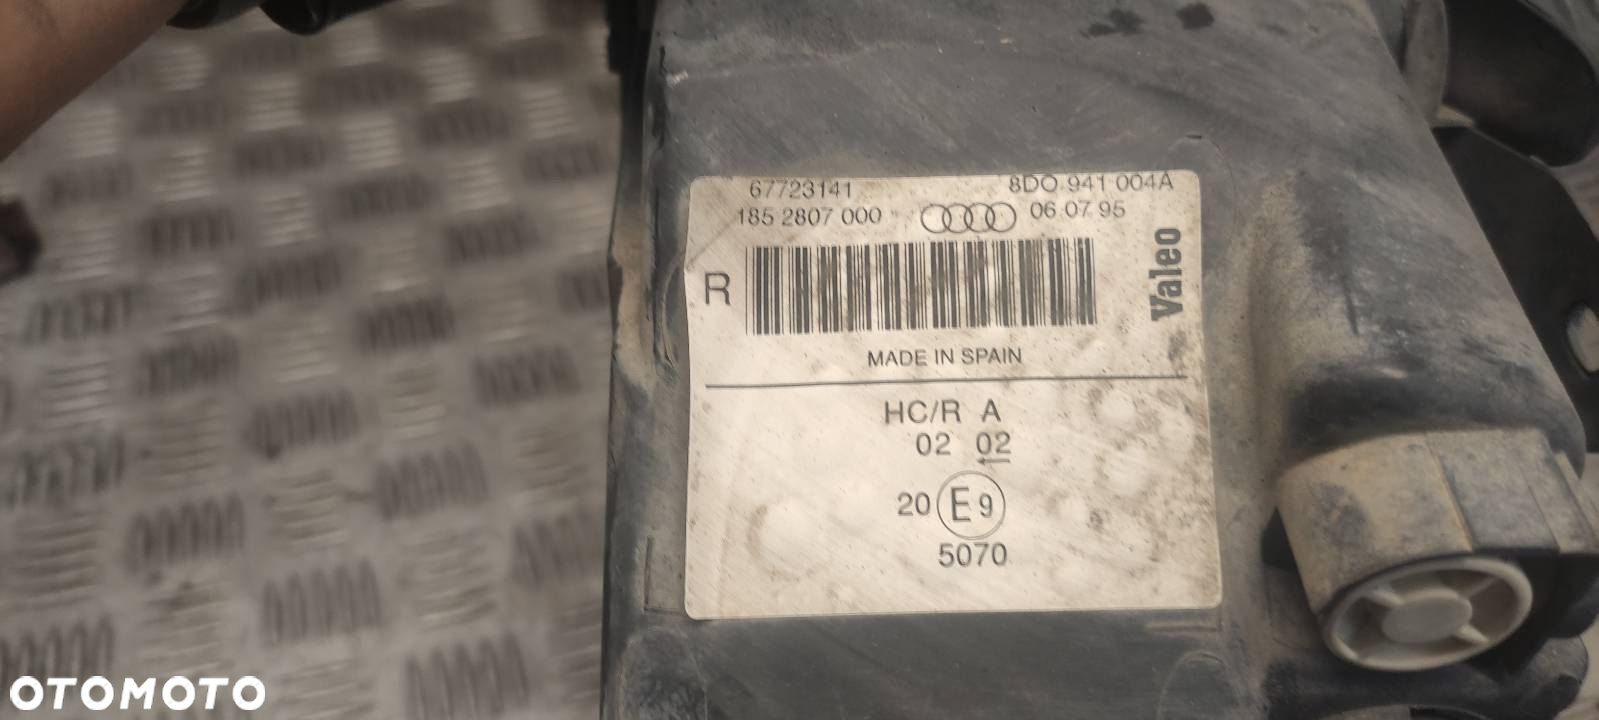 67723141 8D0 941 004A
185 2807 000 06 07 95
R
Valeo
MADE IN SPAIN
HC/R A
02 02
20 E9
5070
OTOMOTO